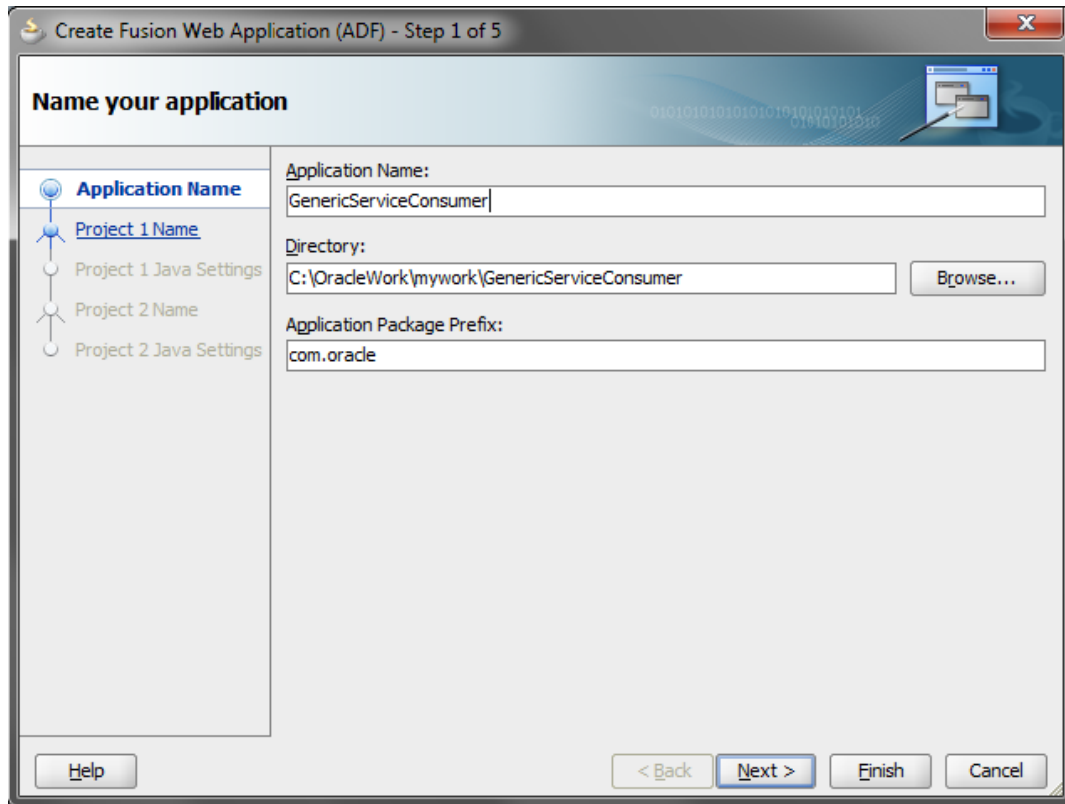 Create Fusion Web Application (ADF) - Step 1 of 5
Name your application
0101010101010101010101010101
01010101010
Application Name
Project 1 Name
Project 1 Java Settings
Project 2 Name
Project 2 Java Settings
Application Name:
GenericServiceConsumer
Directory:
C:\OracleWork\mywork\GenericServiceConsumer
Browse...
Application Package Prefix:
com.oracle
Help
< Back
Next >
Finish
Cancel